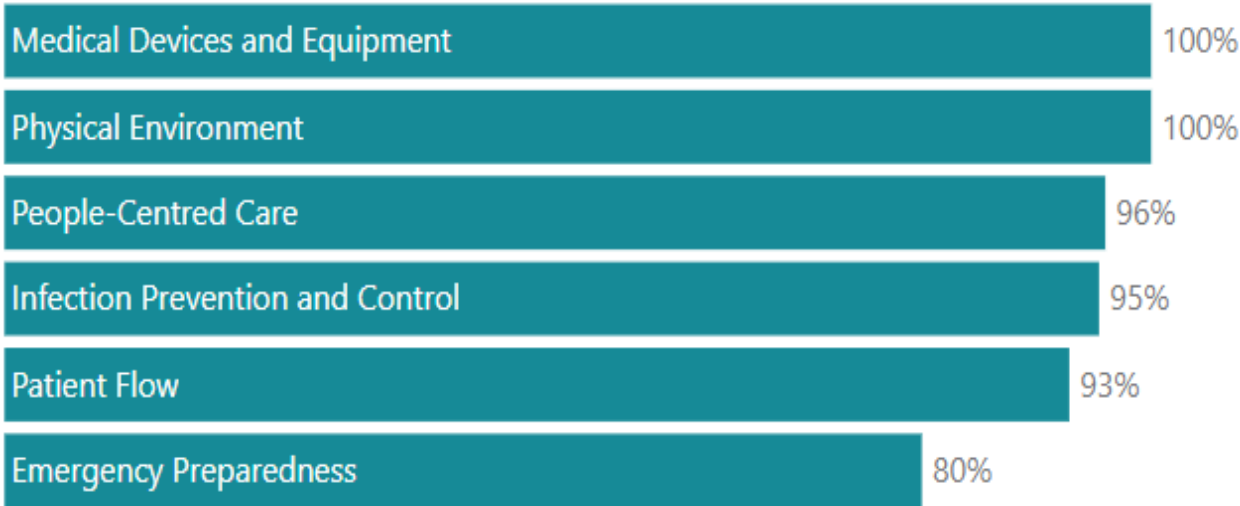 Medical Devices and Equipment 100%
Physical Environment 100%
People-Centred Care 96%
Infection Prevention and Control 95%
Patient Flow 93%
Emergency Preparedness 80%